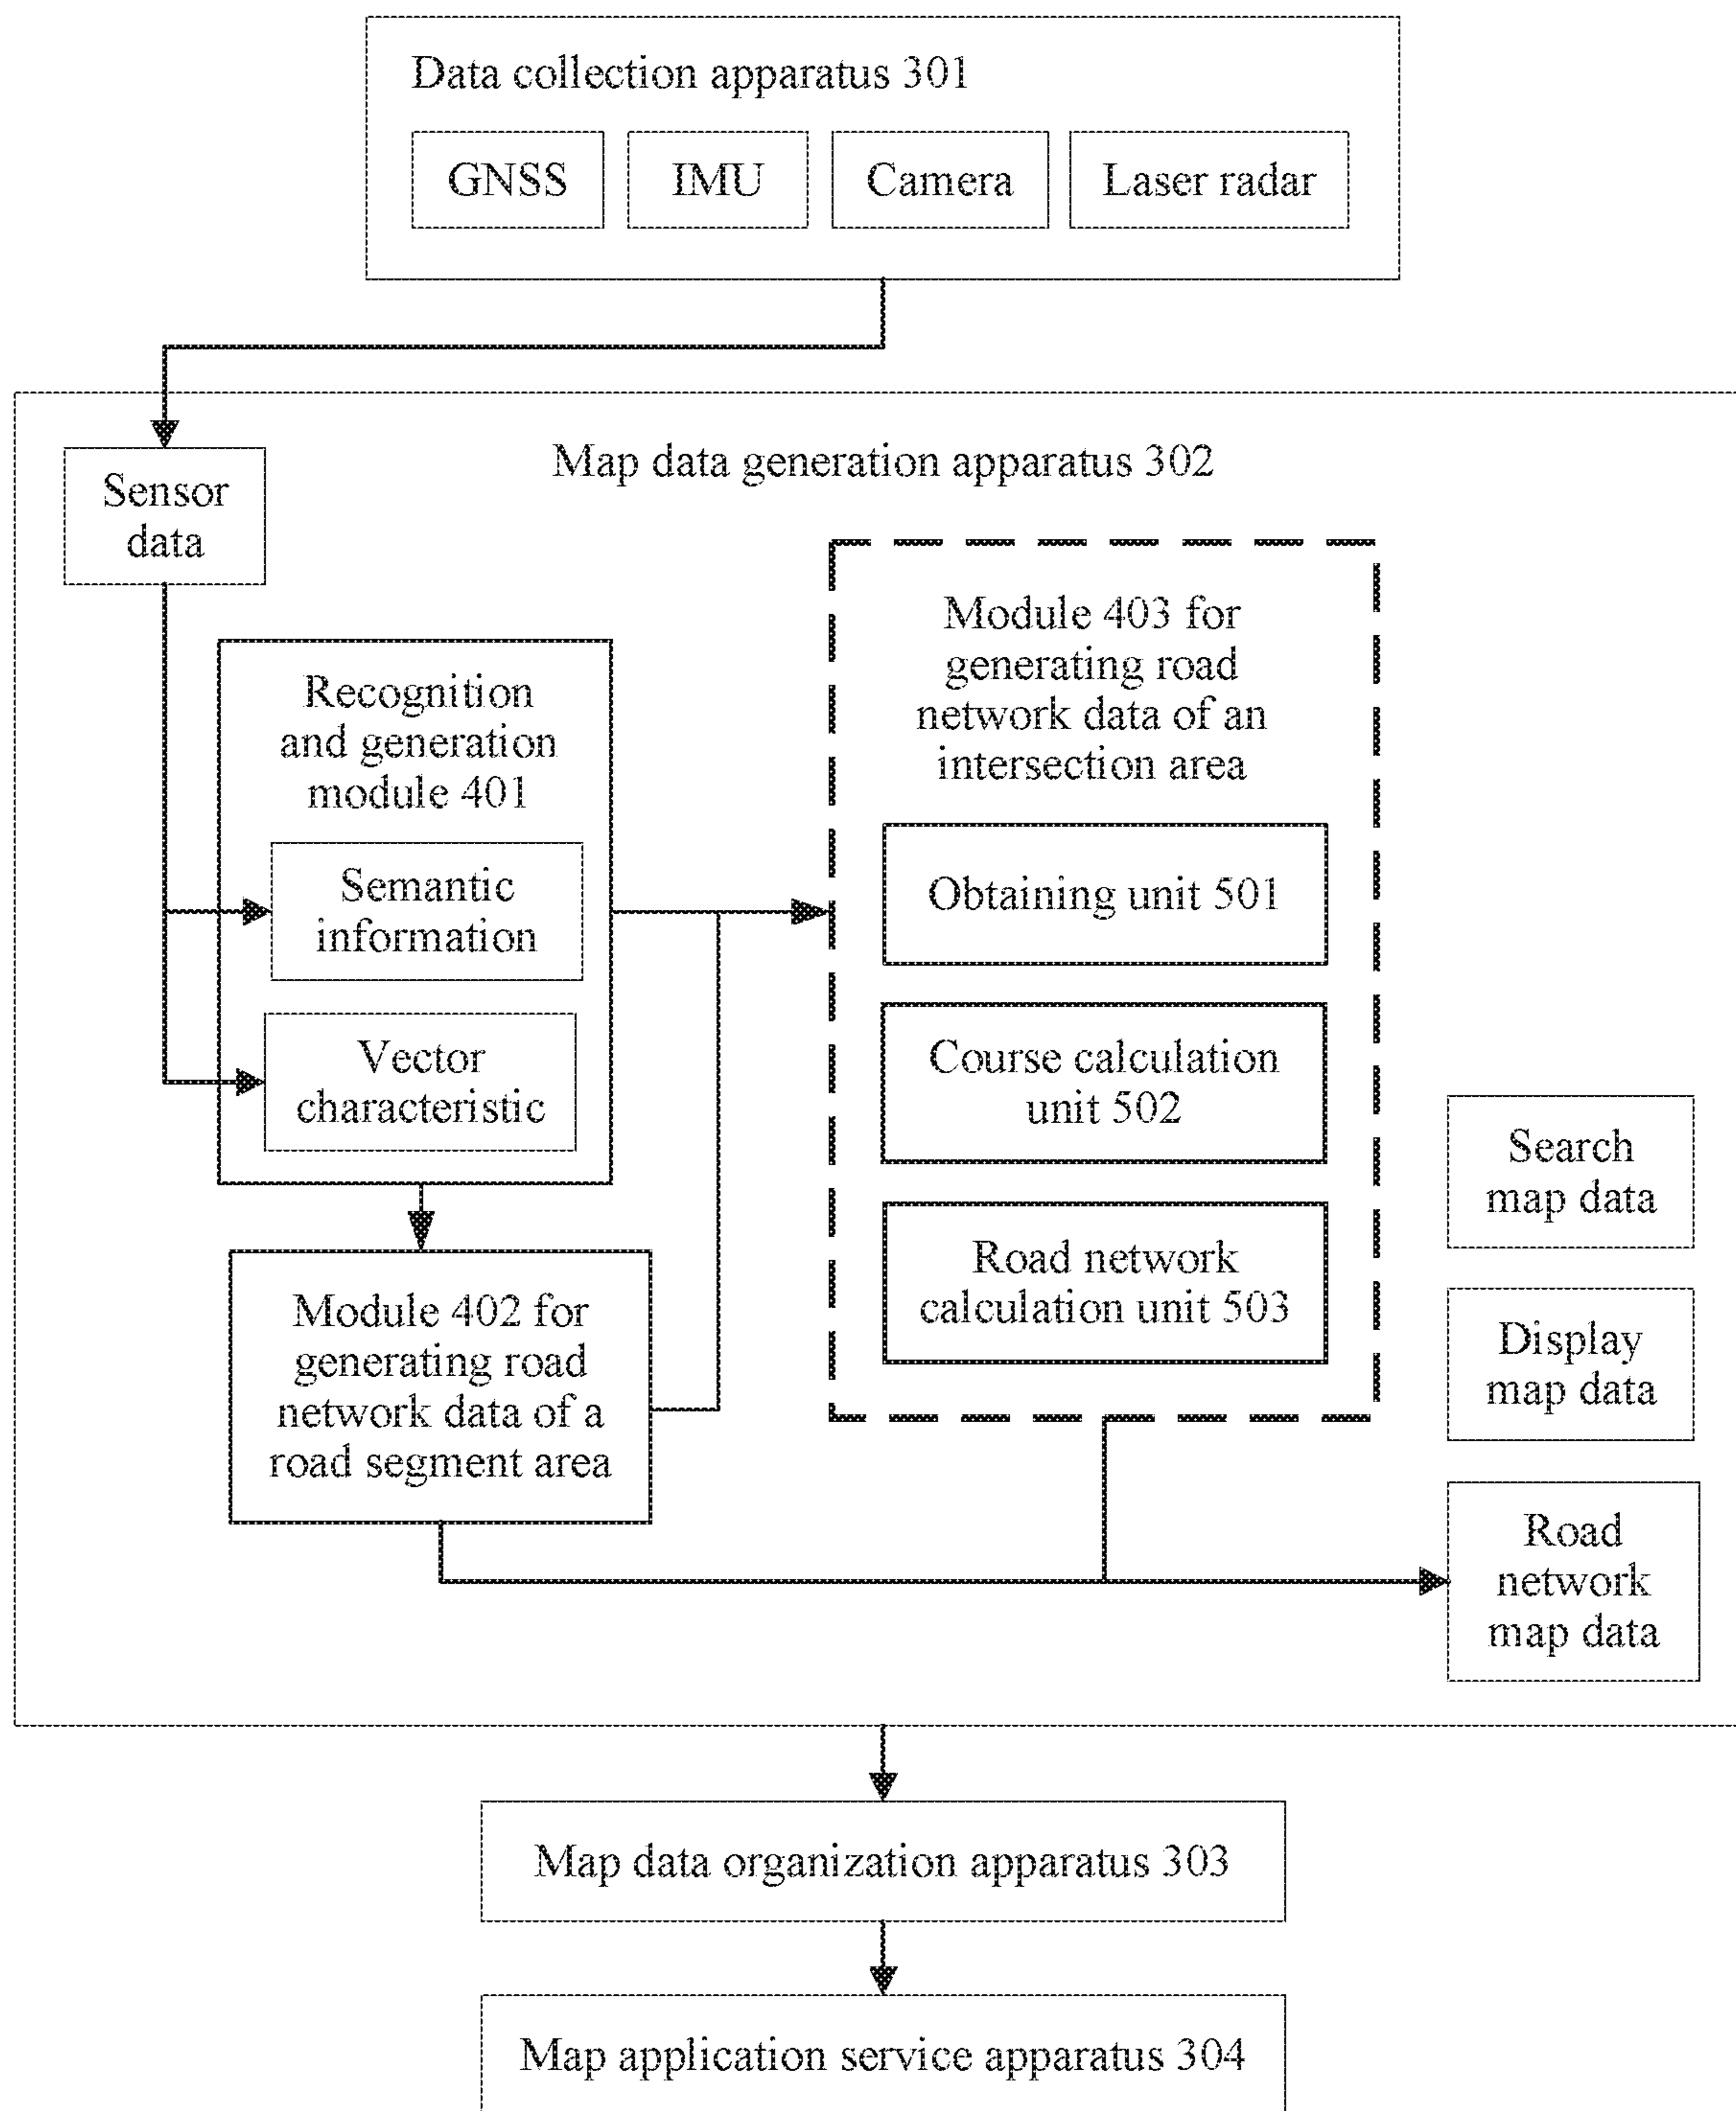 Data collection apparatus 301
GNSS
IMU
Camera
Laser radar
Map data generation apparatus 302
Sensor
data
Recognition
and generation
module 401
Semantic
information
Vector
characteristic
Module 402 for
generating road
network data of a
road segment area
Module 403 for
generating road
network data of an
intersection area
Obtaining unit 501
Course calculation
unit 502
Road network
calculation unit 503
Search
map data
Display
map data
Road
network
map data
Map data organization apparatus 303
Map application service apparatus 304